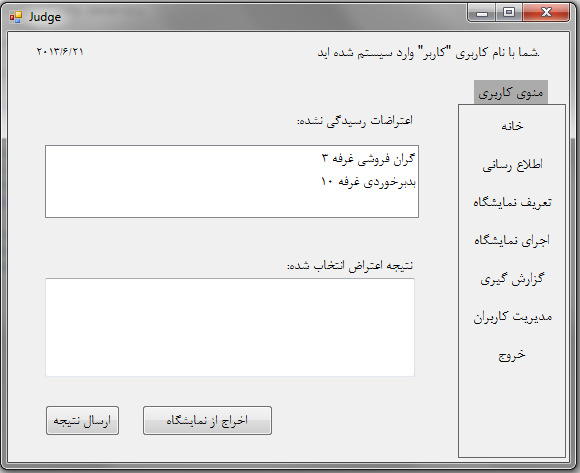 Judge
شما با نام کاربری "کاربر" وارد سیستم شده اید.
۲۰۱۳/۶/۲۱
منوی کاربری
خانه
اطلاع رسانی
تعریف نمایشگاه
اجرای نمایشگاه
گزارش گیری
مدیریت کاربران
خروج
اعتراضات رسیدگی نشده:
گران فروشی غرفه ۳
بدبرخوردی غرفه ۱۰
نتیجه اعتراض انتخاب شده:
اخراج از نمایشگاه
ارسال نتیجه